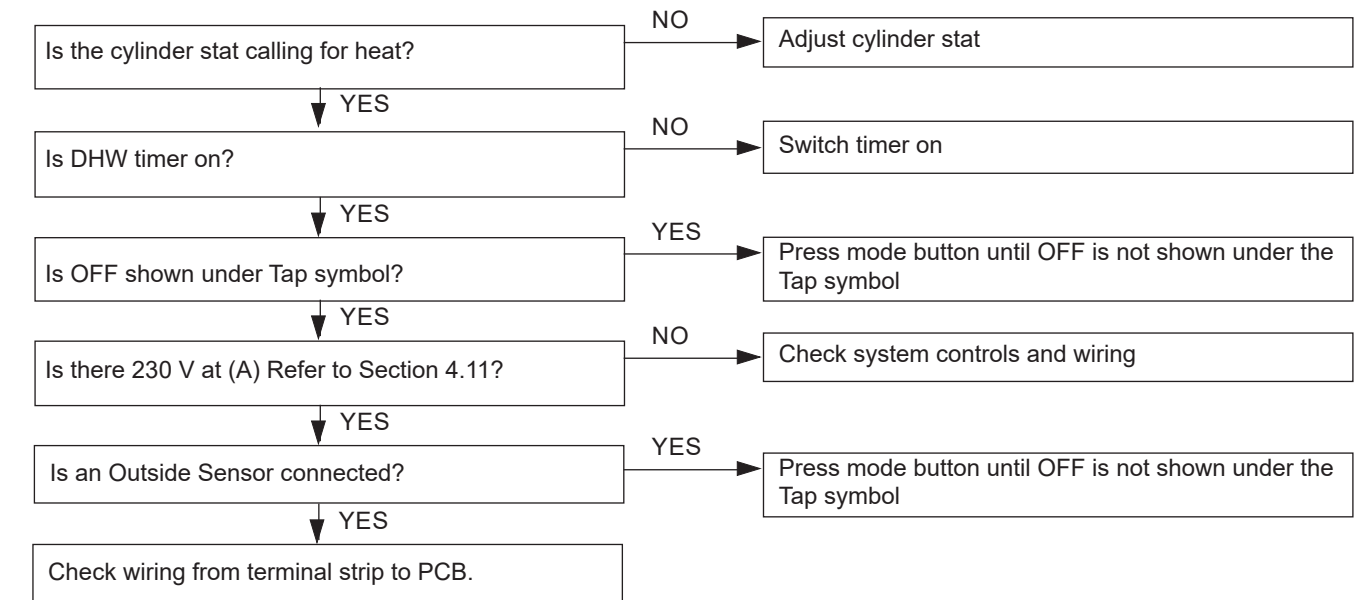 Is the cylinder stat calling for heat?
NO
Adjust cylinder stat
YES
Is DHW timer on?
NO
Switch timer on
YES
Is OFF shown under Tap symbol?
YES
Press mode button until OFF is not shown under the
Tap symbol
YES
Is there 230 V at (A) Refer to Section 4.11?
NO
Check system controls and wiring
YES
Is an Outside Sensor connected?
YES
Press mode button until OFF is not shown under the
Tap symbol
YES
Check wiring from terminal strip to PCB.